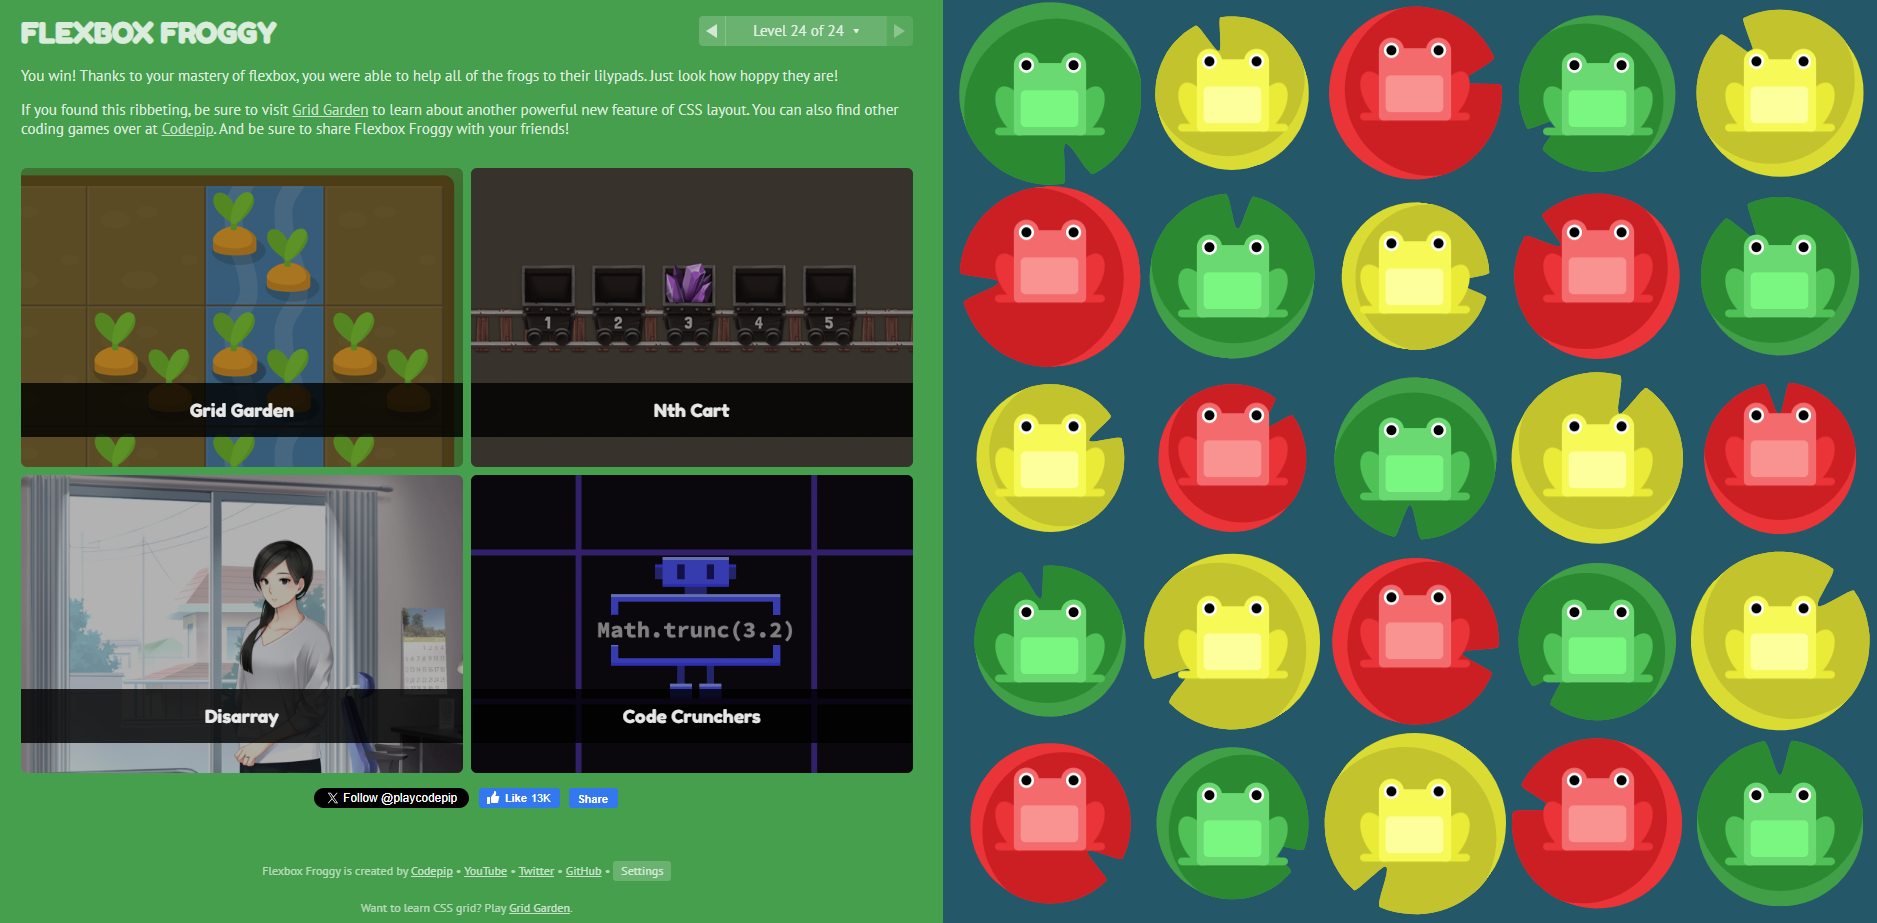 FLEXBOX FROGGY
Level 24 of 24
You win! Thanks to your mastery of flexbox, you were able to help all of the frogs to their lilypads. Just look how hoppy they are!
If you found this ribbeting, be sure to visit Grid Garden to learn about another powerful new feature of CSS layout. You can also find other
coding games over at Codepip. And be sure to share Flexbox Froggy with your friends!
1 2 3 4 5
Grid Garden
Nth Cart
Math.trunc(3.2)
Disarray
Code Crunchers
Follow @playcodepip
Like 13K
Share
Flexbox Froggy is created by Codepip • YouTube • Twitter • GitHub • Settings
Want to learn CSS grid? Play Grid Garden.